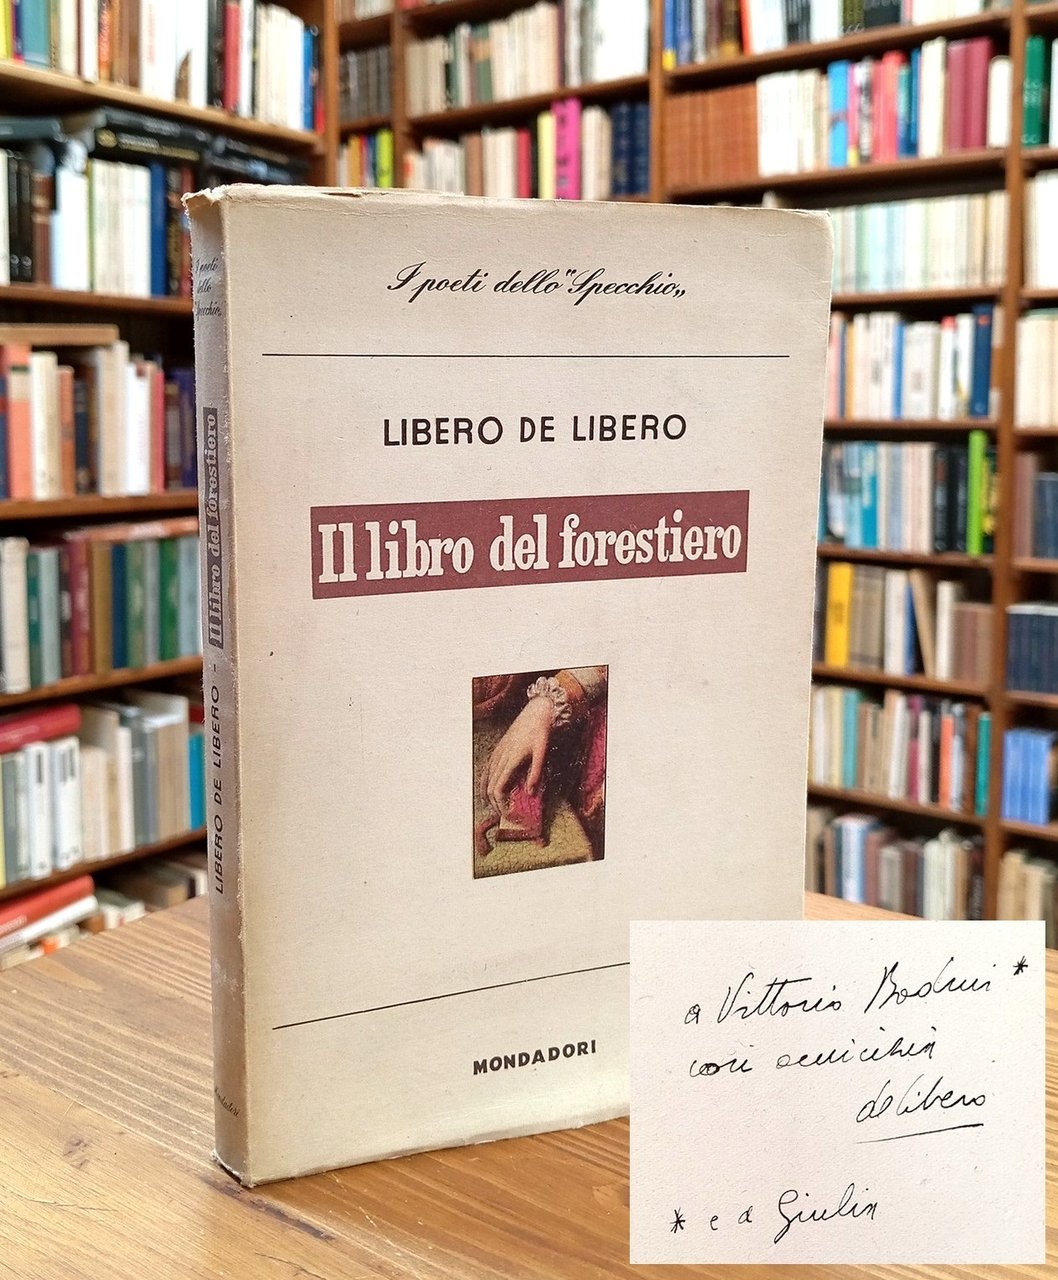 I poeti dello "Specchio„
LIBERO DE LIBERO
Il libro del forestiero
MONDADORI
I poeti
dello
"Specchio„
LIBERO DE LIBERO - Il libro del forestiero
Mondadori
a Vittorio Bodini *
con amicizia
de Libero
* e a Giulia